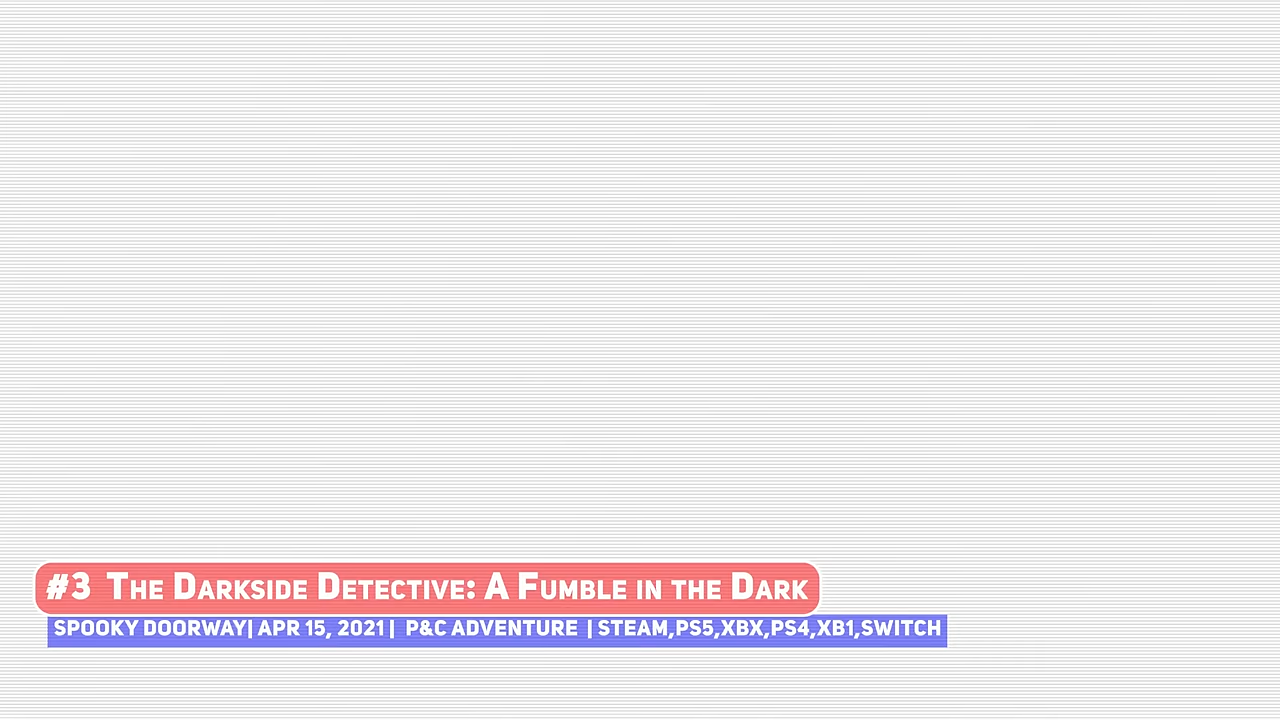 #3 The Darkside Detective: A Fumble in the Dark
SPOOKY DOORWAY| APR 15, 2021 | P&C ADVENTURE | STEAM,PS5,XBX,PS4,XB1,SWITCH